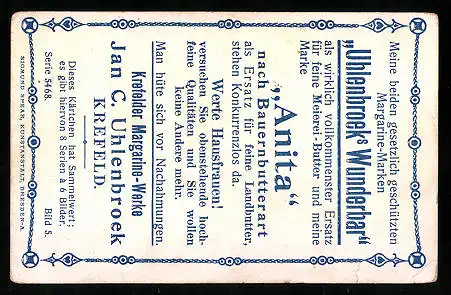 Meine beiden gesetzlich geschützten
Margarine-Marken
„Uhlenbroeks Wunderbar"
als wirklich vollkommenster Ersatz
für feine Meierei-Butter und meine
Marke
„Anita"
nach Bauernbutterart
als Ersatz für feine Landbutter,
stehen Konkurrenzlos da.
Werte Hausfrauen!
versuchen Sie obenstehende hoch-
feine Qualitäten und Sie wollen
keine Andere mehr.
Man hüte sich vor Nachahmungen.
Krefelder Margarine-Werke
Jan C. Uhlenbroek
KREFELD.
Dieses Kärtchen hat Sammelwert;
es gibt hiervon 8 Serien à 6 Bilder.
Serie 5468. Bild 5.
SIGMUND SPEAR, KUNSTANSTALT, DRESDEN-A.